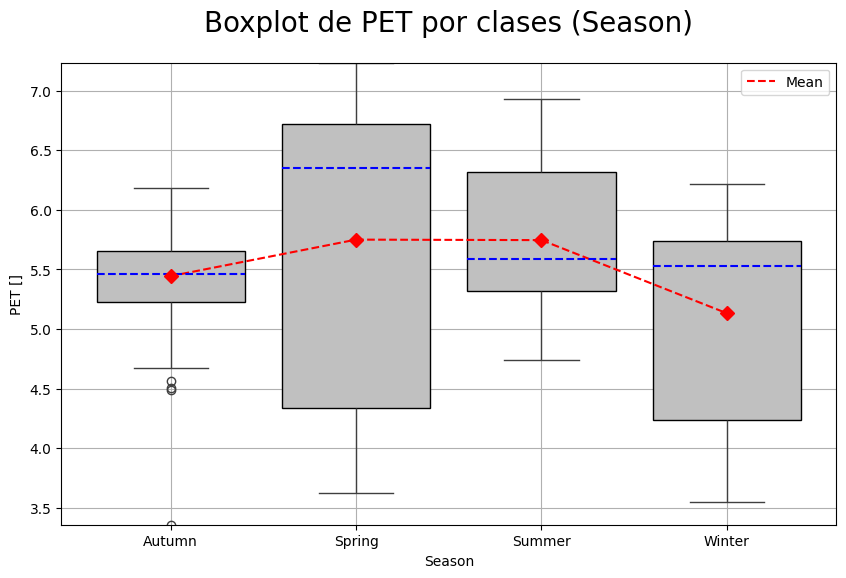 Boxplot de PET por clases (Season)
Mean
7.0
6.5
6.0
5.5
5.0
4.5
4.0
3.5
PET []
Autumn Spring Summer Winter
Season